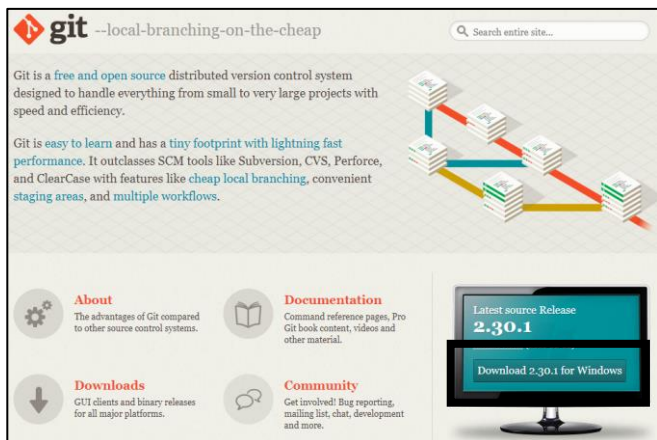 git --local-branching-on-the-cheap
Search entire site...
Git is a free and open source distributed version control system
designed to handle everything from small to very large projects with
speed and efficiency.
Git is easy to learn and has a tiny footprint with lightning fast
performance. It outclasses SCM tools like Subversion, CVS, Perforce,
and ClearCase with features like cheap local branching, convenient
staging areas, and multiple workflows.
About
The advantages of Git compared
to other source control systems.
Documentation
Command reference pages, Pro
Git book content, videos and
other material.
Downloads
GUI clients and binary releases
for all major platforms.
Community
Get involved! Bug reporting,
mailing list, chat, development
and more.
Latest source Release
2.30.1
Download 2.30.1 for Windows